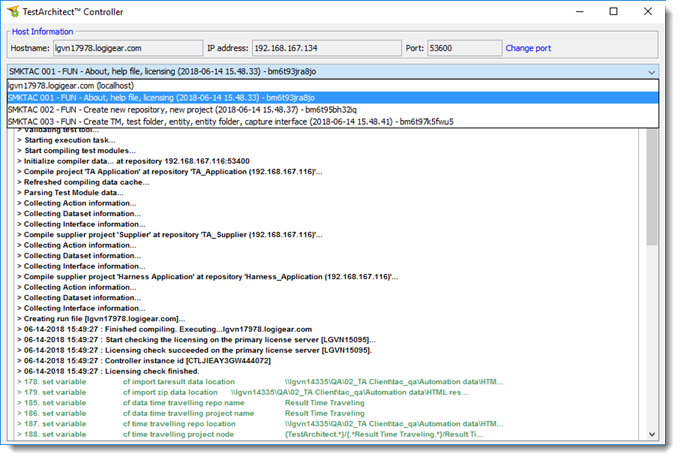 TestArchitect™ Controller
Host Information
Hostname: lgvn17978.logigear.com IP address: 192.168.167.134 Port: 53600 Change port
SMKTAC 001 - FUN - About, help file, licensing (2018-06-14 15.48.33) - bm6t93jra8jo
lgvn17978.logigear.com (localhost)
SMKTAC 001 - FUN - About, help file, licensing (2018-06-14 15.48.33) - bm6t93jra8jo
SMKTAC 002 - FUN - Create new repository, new project (2018-06-14 15.48.37) - bm6t95bh32q
SMKTAC 003 - FUN - Create TM, test folder, entity, entity folder, capture interface (2018-06-14 15.48.41) - bm6t97k5fwu5
> Validating test tool...
> Starting execution task...
> Start compiling test modules...
> Initialize compiler data... at repository 192.168.167.116:53400
> Compile project 'TA Application' at repository 'TA_Application (192.168.167.116)'...
> Refreshed compiling data cache...
> Parsing Test Module data...
> Collecting Action information...
> Collecting Dataset information...
> Collecting Interface information...
> Compile supplier project 'Supplier' at repository 'TA_Supplier (192.168.167.116)'...
> Collecting Action information...
> Collecting Dataset information...
> Collecting Interface information...
> Compile supplier project 'Harness Application' at repository 'Harness_Application (192.168.167.116)'...
> Collecting Action information...
> Collecting Dataset information...
> Collecting Interface information...
> Creating run file [lgvn17978.logigear.com]...
> 06-14-2018 15:49:27 : Finished compiling. Executing...lgvn17978.logigear.com
> 06-14-2018 15:49:27 : Start checking the licensing on the primary license server [LGVN15095]...
> 06-14-2018 15:49:27 : Licensing check succeeded on the primary license server [LGVN15095].
> 06-14-2018 15:49:27 : Controller instance id [CTLJIEAY3GW444072]
> 06-14-2018 15:49:27 : Licensing check finished.
> 178. set variable cf import taresult data location \\lgvn14335\QA\02_TA Client\tac_qa\Automation data\HTM...
> 179. set variable cf import zip data location \\lgvn14335\QA\02_TA Client\tac_qa\Automation data\HTML res...
> 185. set variable cf data time travelling repo name Result Time Traveling
> 186. set variable cf data time travelling project name Result Time Traveling
> 187. set variable cf time travelling repo location \\lgvn14335\QA\02_TA Client\tac_qa\Automation data\HTM...
> 188. set variable cf time travelling project node {TestArchitect.*}/{.*Result Time Traveling.*}/Result Ti...